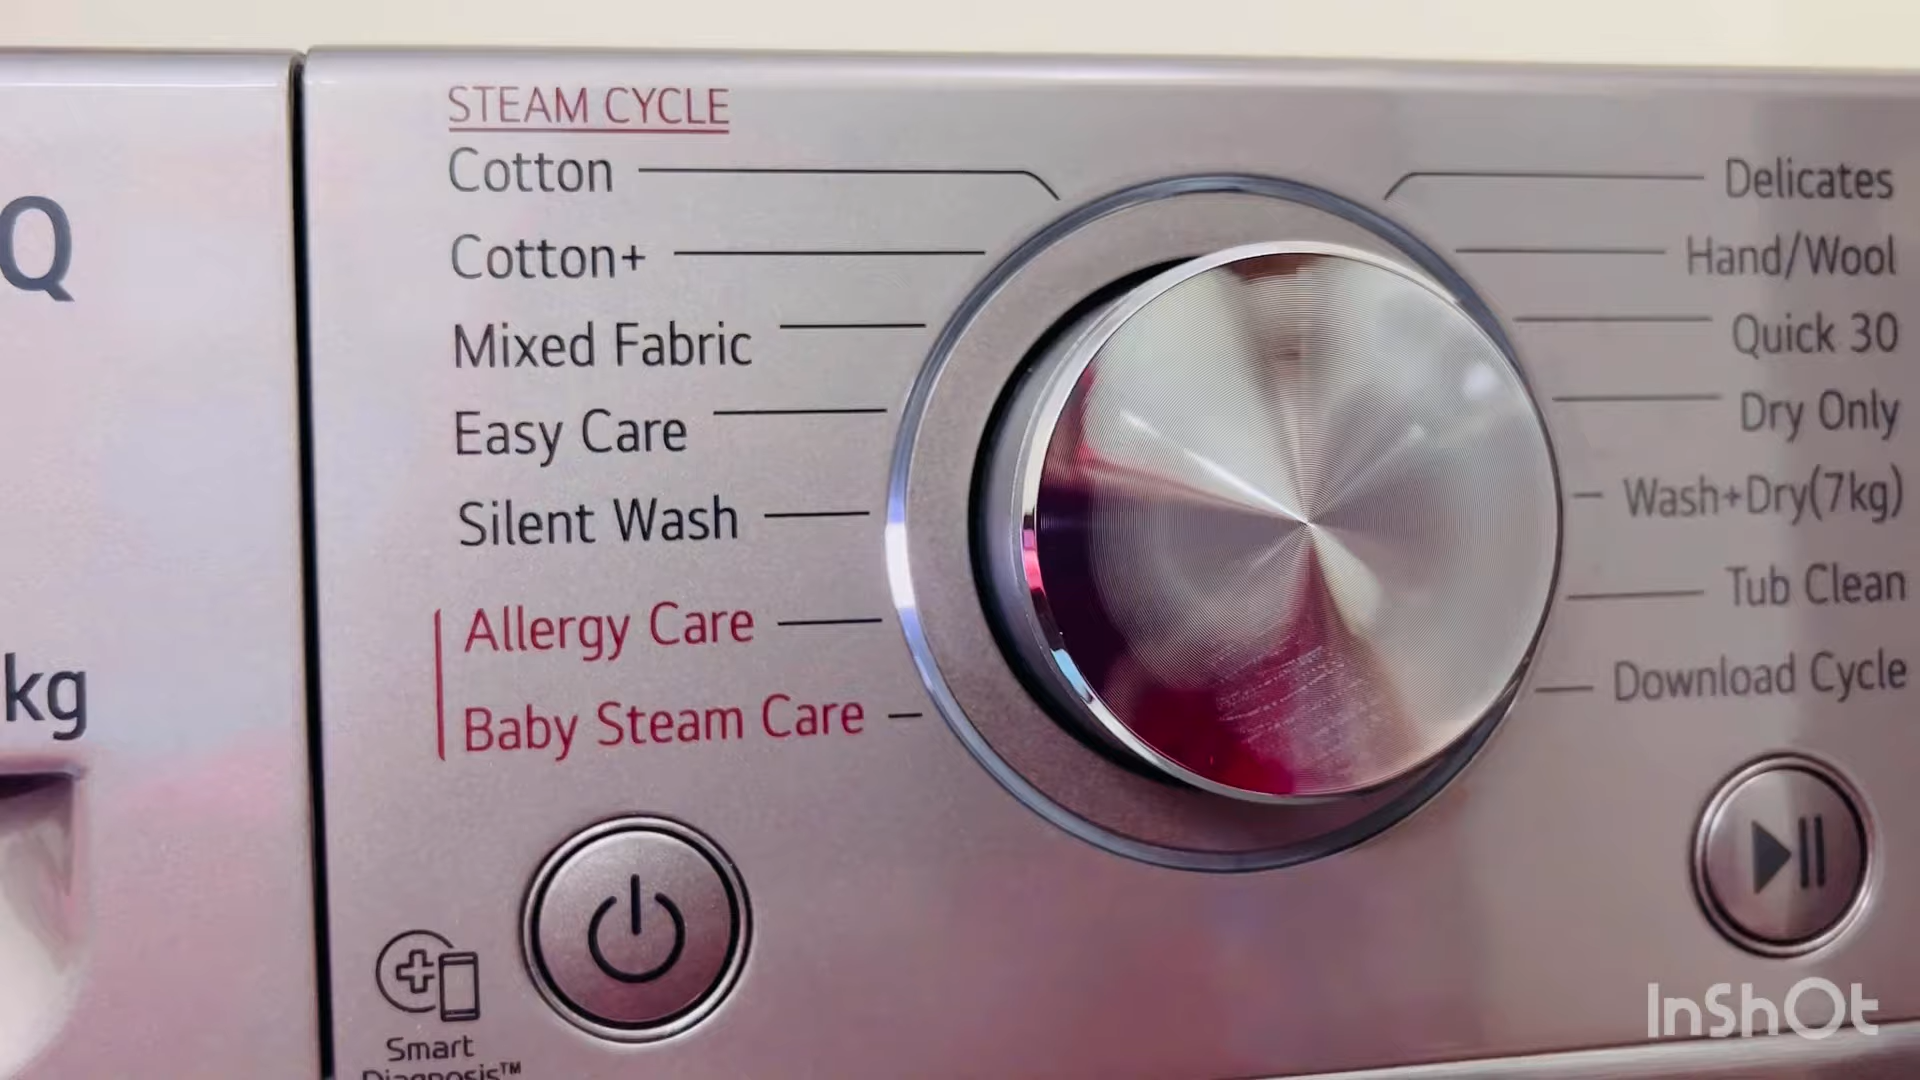 Q
kg
STEAM CYCLE
Cotton
Cotton+
Mixed Fabric
Easy Care
Silent Wash
Allergy Care
Baby Steam Care
Delicates
Hand/Wool
Quick 30
Dry Only
Wash+Dry(7kg)
Tub Clean
Download Cycle
Smart
Diagnosis™
InShOt